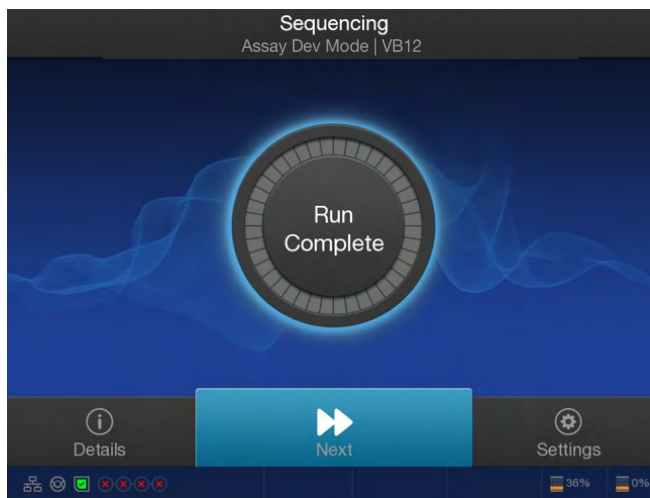 Sequencing
Assay Dev Mode | VB12
Run
Complete
Details
Next
Settings
36%
0%